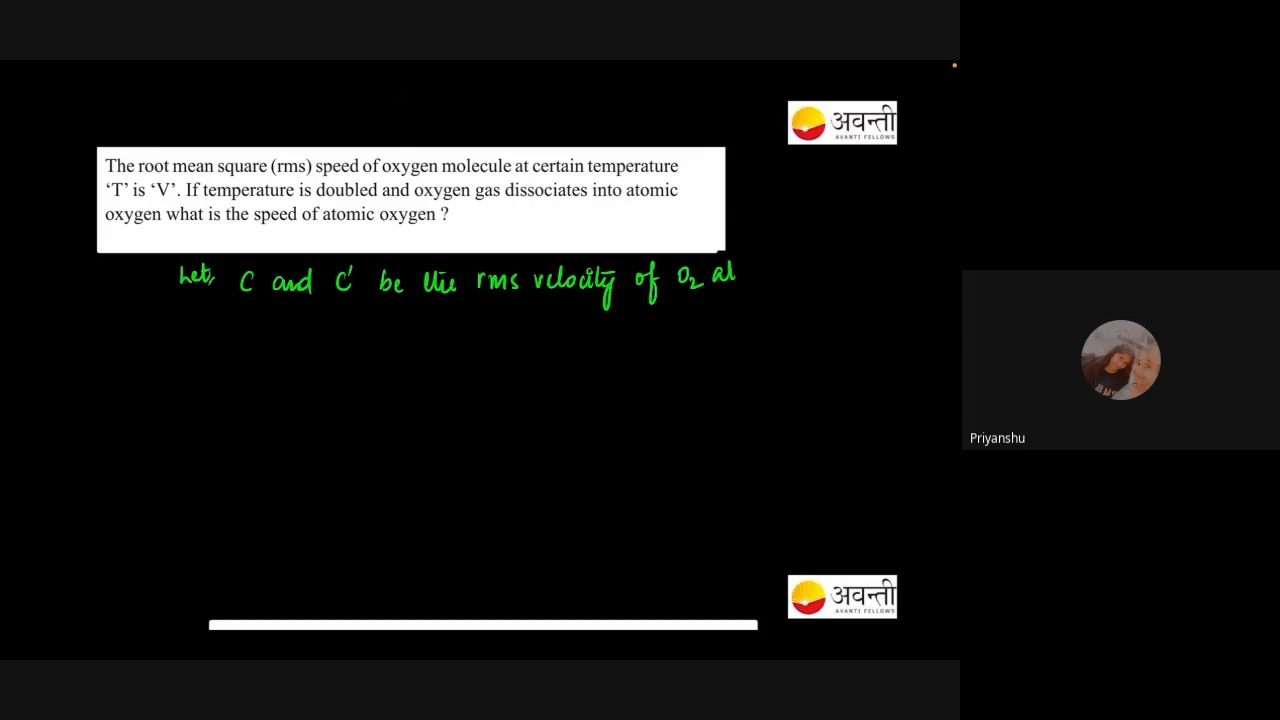 अवन्ती
AVANTI FELLOWS
The root mean square (rms) speed of oxygen molecule at certain temperature
‘T’ is ‘V’. If temperature is doubled and oxygen gas dissociates into atomic
oxygen what is the speed of atomic oxygen ?
Let, C and C' be the rms velocity of O₂ at
Priyanshu
अवन्ती
AVANTI FELLOWS